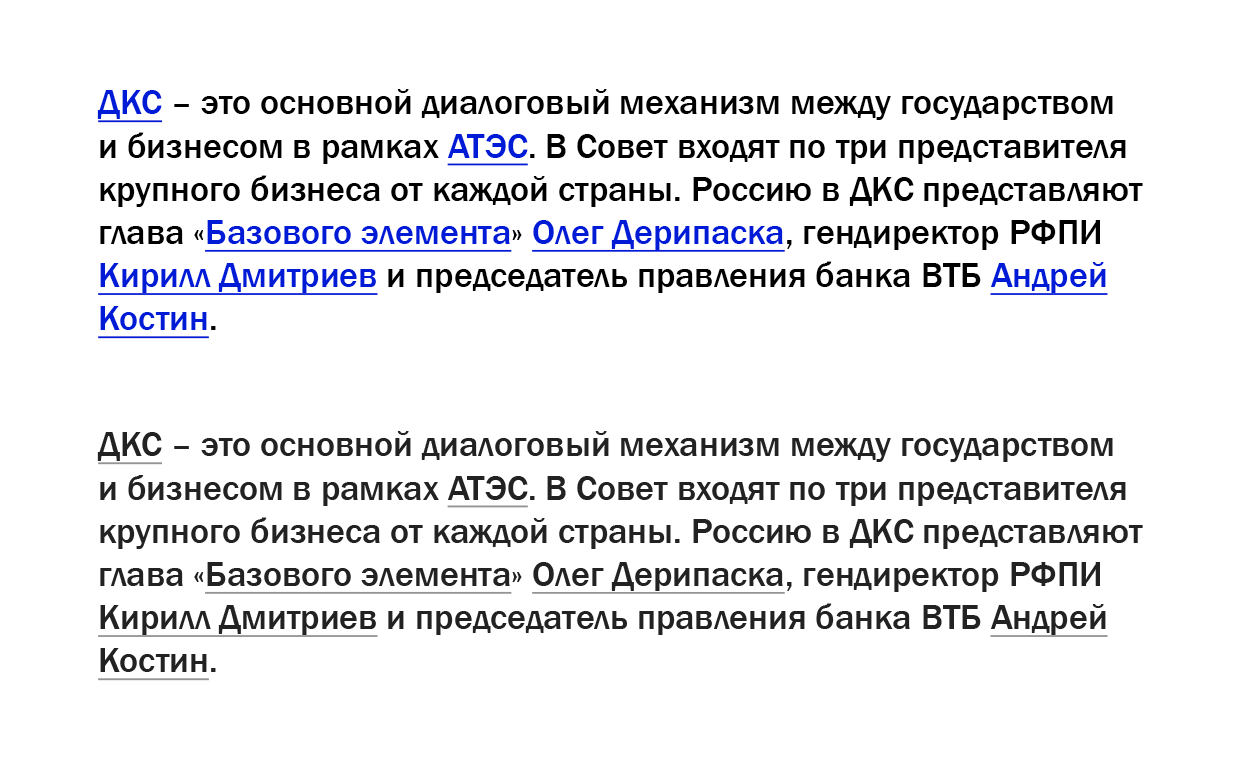 ДКС – это основной диалоговый механизм между государством
и бизнесом в рамках АТЭС. В Совет входят по три представителя
крупного бизнеса от каждой страны. Россию в ДКС представляют
глава «Базового элемента» Олег Дерипаска, гендиректор РФПИ
Кирилл Дмитриев и председатель правления банка ВТБ Андрей
Костин.
ДКС – это основной диалоговый механизм между государством
и бизнесом в рамках АТЭС. В Совет входят по три представителя
крупного бизнеса от каждой страны. Россию в ДКС представляют
глава «Базового элемента» Олег Дерипаска, гендиректор РФПИ
Кирилл Дмитриев и председатель правления банка ВТБ Андрей
Костин.